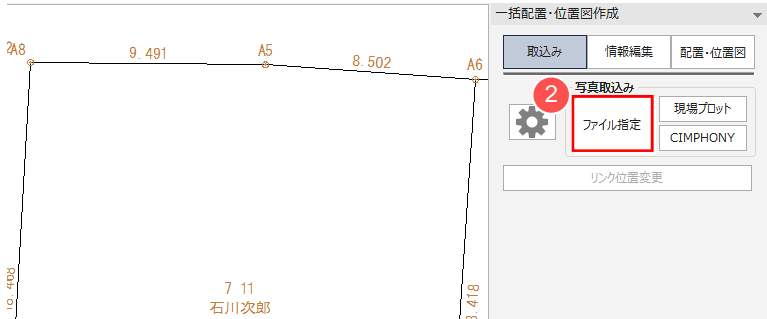 一括配置・位置図作成
取込み
情報編集
配置・位置図
写真取込み
2
ファイル指定
現場プロット
CIMPHONY
リンク位置変更
A8
9.491
A5
8.502
A6
7 11
石川次郎
8.418